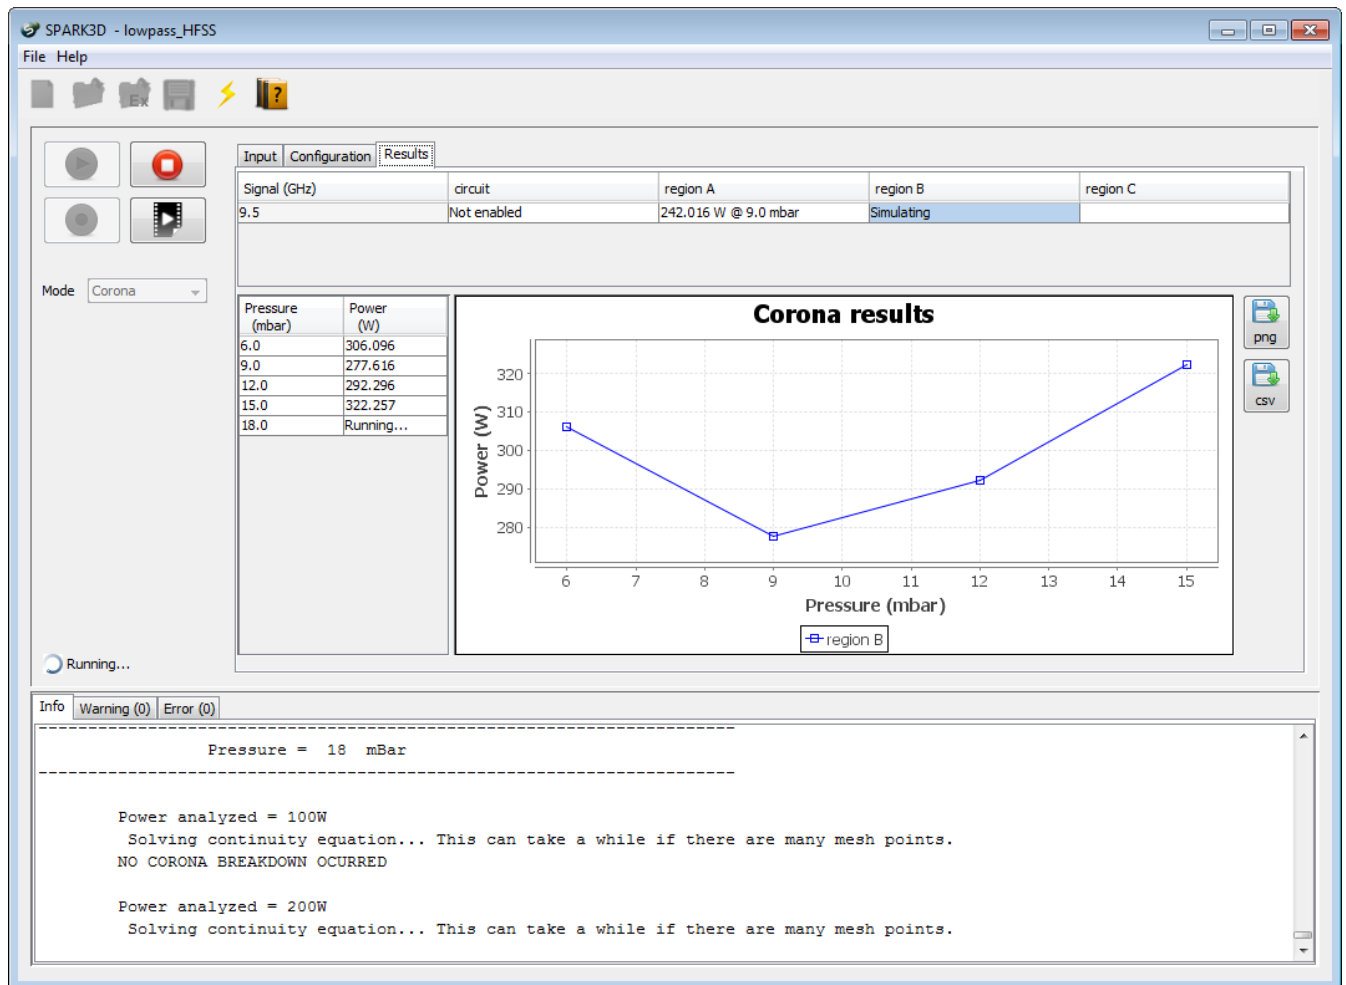 SPARK3D - lowpass_HFSS
File Help
Ex
?
Input Configuration Results
Signal (GHz) circuit region A region B region C
9.5 Not enabled 242.016 W @ 9.0 mbar Simulating
Mode Corona
Pressure (mbar) Power (W)
6.0 306.096
9.0 277.616
12.0 292.296
15.0 322.257
18.0 Running...
Corona results
Power (W)
320
310
300
290
280
6 7 8 9 10 11 12 13 14 15
Pressure (mbar)
region B
png
csv
Running...
Info Warning (0) Error (0)
Pressure = 18 mBar
Power analyzed = 100W
Solving continuity equation... This can take a while if there are many mesh points.
NO CORONA BREAKDOWN OCURRED
Power analyzed = 200W
Solving continuity equation... This can take a while if there are many mesh points.